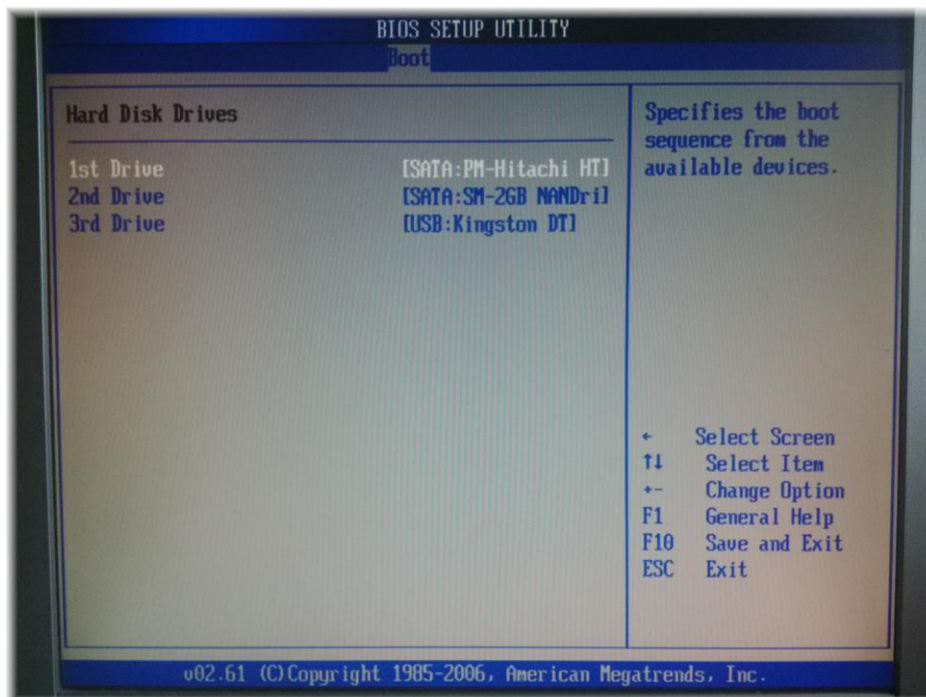 BIOS SETUP UTILITY
Boot
Hard Disk Drives
1st Drive [SATA:PM-Hitachi HT]
2nd Drive [SATA:SM-2GB NANDri]
3rd Drive [USB:Kingston DT]
Specifies the boot
sequence from the
available devices.
← Select Screen
↑↓ Select Item
+- Change Option
F1 General Help
F10 Save and Exit
ESC Exit
v02.61 (C)Copyright 1985-2006, American Megatrends, Inc.